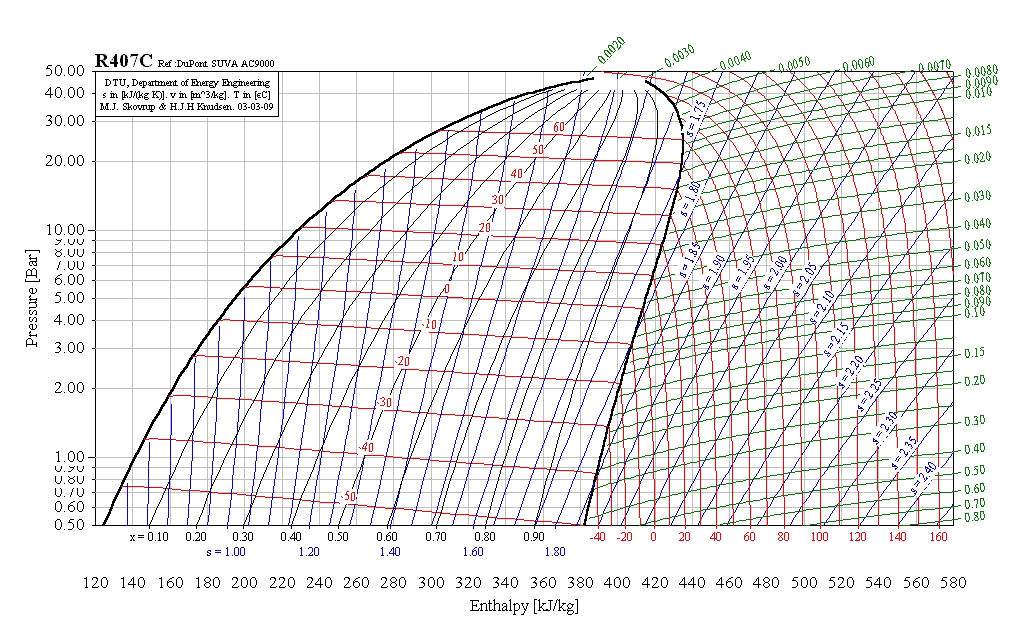 R407C Ref :DuPont SUVA AC9000
DTU, Department of Energy Engineering
s in [kJ/(kg K)]. v in [m^3/kg]. T in [єC]
M.J. Skovrup & H.J.H Knudsen. 03-03-09
0.0020 0.0030 0.0040 0.0050 0.0060 0.0070 0.0080
0.0090
0.010
0.015
0.020
0.030
0.040
0.050
0.060
0.070
0.080
0.090
0.10
0.15
0.20
0.30
0.40
0.50
0.60
0.70
0.80
50.00
40.00
30.00
20.00
10.00
9.00
8.00
7.00
6.00
5.00
4.00
3.00
2.00
1.00
0.90
0.80
0.70
0.60
0.50
Pressure [Bar]
60
50
40
30
20
10
0
-10
-20
-30
-40
-50
s = 1.75
s = 1.80
s = 1.85
s = 1.90
s = 1.95
s = 2.00
s = 2.05
s = 2.10
s = 2.15
s = 2.20
s = 2.25
s = 2.30
s = 2.35
s = 2.40
x = 0.10 0.20 0.30 0.40 0.50 0.60 0.70 0.80 0.90 -40 -20 0 20 40 60 80 100 120 140 160
s = 1.00 1.20 1.40 1.60 1.80
120 140 160 180 200 220 240 260 280 300 320 340 360 380 400 420 440 460 480 500 520 540 560 580
Enthalpy [kJ/kg]